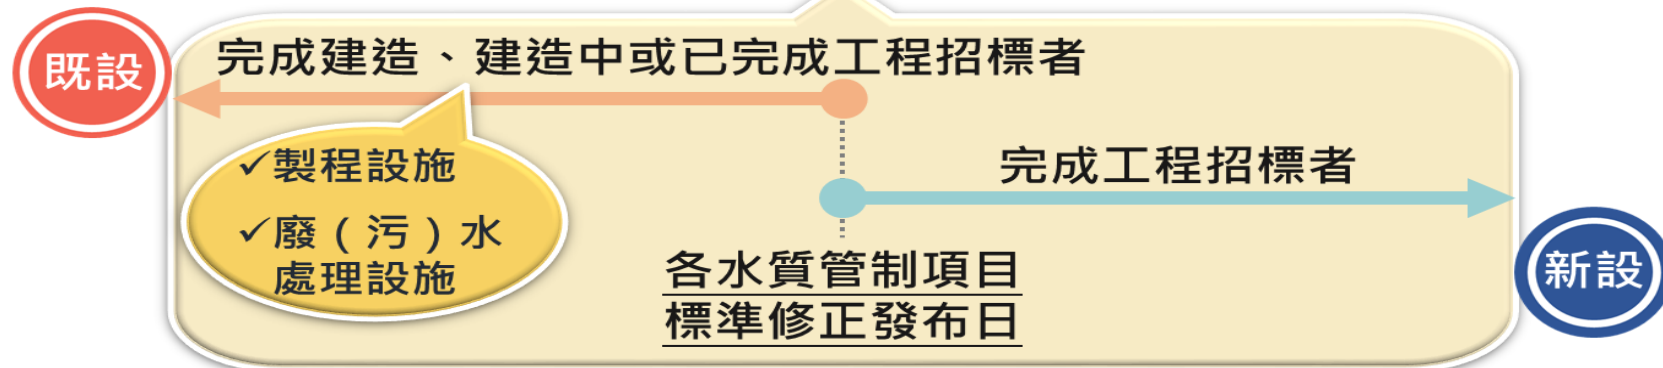 既設
完成建造、建造中或已完成工程招標者
✓製程設施
✓廢（污）水
處理設施
完成工程招標者
各水質管制項目
標準修正發布日
新設